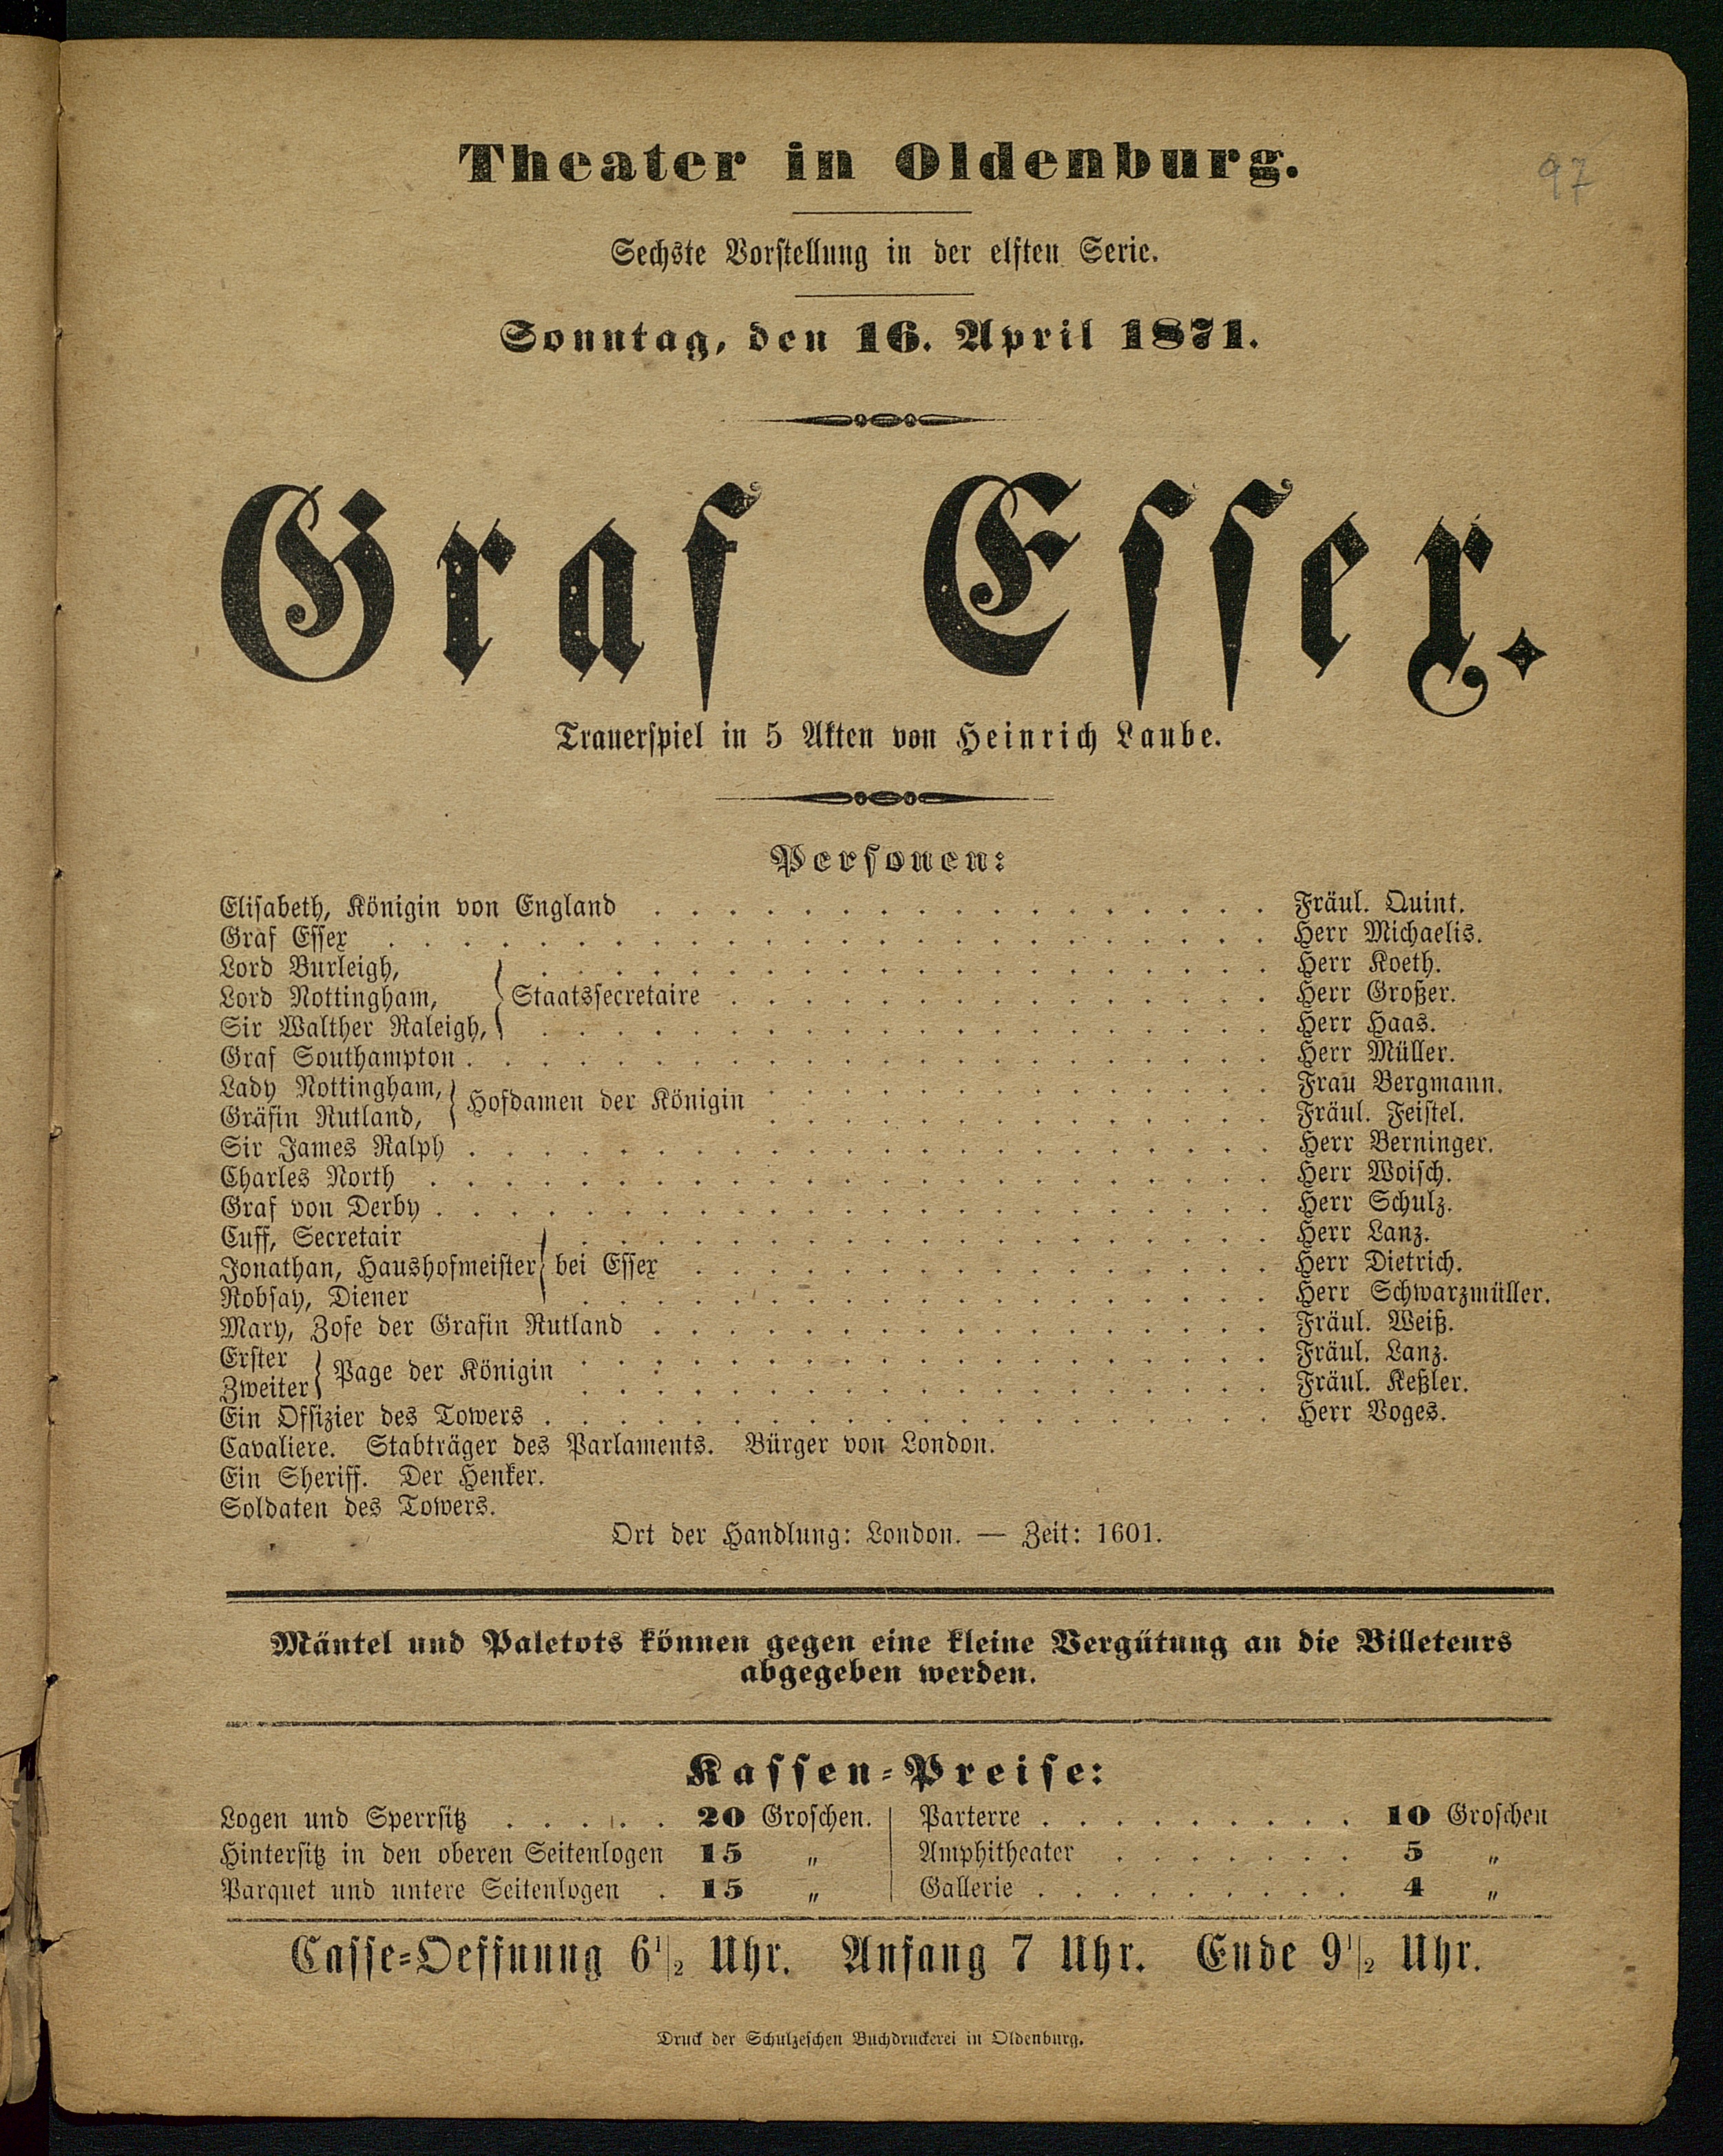 97
Theater in Oldenburg.
Sechste Vorstellung in der elften Serie.
Sonntag, den 16. April 1871.
Graf Essex.
Trauerspiel in 5 Akten von Heinrich Laube.
Personen:
Elisabeth, Königin von England . . . . . . . . . . . . . . . . . Fräul. Quint.
Graf Essex . . . . . . . . . . . . . . . . . . . . . . . . Herr Michaelis.
Lord Burleigh, . . . . . . . . . . . . . . . . . . . . Herr Koeth.
Lord Nottingham, } Staatssecretaire . . . . . . . . . . . . . . . Herr Großer.
Sir Walther Raleigh, . . . . . . . . . . . . . . . . . . . . Herr Haas.
Graf Southampton . . . . . . . . . . . . . . . . . . . . . . Herr Müller.
Lady Nottingham, } Hofdamen der Königin . . . . . . . . . . . . . . Frau Bergmann.
Gräfin Rutland, . . . . . . . . . . . . . . Fräul. Feistel.
Sir James Ralph . . . . . . . . . . . . . . . . . . . . . . Herr Berninger.
Charles North . . . . . . . . . . . . . . . . . . . . . . . Herr Woisch.
Graf von Derby . . . . . . . . . . . . . . . . . . . . . . . Herr Schulz.
Cuff, Secretair . . . . . . . . . . . . . . . . . . . Herr Lanz.
Jonathan, Haushofmeister } bei Essex . . . . . . . . . . . . . . . . Herr Dietrich.
Robsay, Diener . . . . . . . . . . . . . . . . . . . Herr Schwarzmüller.
Mary, Zofe der Grafin Rutland . . . . . . . . . . . . . . . . . Fräul. Weiß.
Erster } Page der Königin . . . . . . . . . . . . . . . . . . . Fräul. Lanz.
Zweiter . . . . . . . . . . . . . . . . . . . Fräul. Keßler.
Ein Offizier des Towers . . . . . . . . . . . . . . . . . . . . Herr Voges.
Cavaliere. Stabträger des Parlaments. Bürger von London.
Ein Sheriff. Der Henker.
Soldaten des Towers.
Ort der Handlung: London. — Zeit: 1601.
Mäntel und Paletots können gegen eine kleine Vergütung an die Billeteurs
abgegeben werden.
Kassen-Preise:
Logen und Sperrsitz . . . . . 20 Groschen.
Hintersitz in den oberen Seitenlogen 15 „
Parquet und untere Seitenlogen . 15 „
Parterre . . . . . . . . . 10 Groschen
Amphitheater . . . . . . . 5 „
Gallerie . . . . . . . . . 4 „
Casse-Oeffnung 6 1/2 Uhr. Anfang 7 Uhr. Ende 9 1/2 Uhr.
Druck der Schulzeschen Buchdruckerei in Oldenburg.